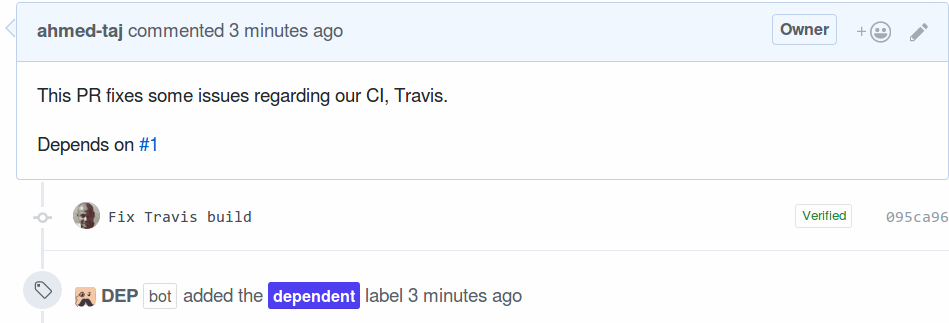 ahmed-taj commented 3 minutes ago Owner +
This PR fixes some issues regarding our CI, Travis.
Depends on #1
Fix Travis build Verified 095ca96
DEP bot added the dependent label 3 minutes ago